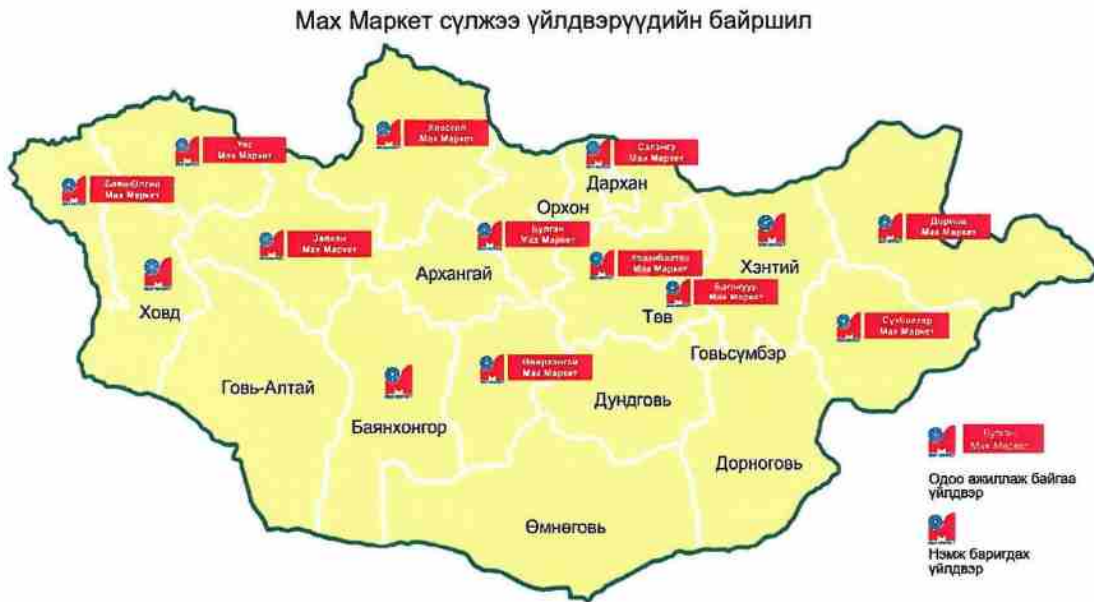 Мах Маркет сүлжээ үйлдвэрүүдийн байршил
Хөвсгөл
Мах Маркет
Увс
Мах Маркет
Сэлэнгэ
Мах Маркет
Баян-Өлгий
Мах Маркет
Дархан
Орхон
Завхан
Мах Маркет
Булган
Мах Маркет
Дорнод
Мах Маркет
Улаанбаатар
Мах Маркет
Архангай
Хэнтий
Багануур
Мах Маркет
Ховд
Төв
Сүхбаатар
Мах Маркет
Говьсүмбэр
Өвөрхангай
Мах Маркет
Говь-Алтай
Дундговь
Баянхонгор
Дорноговь
Өмнөговь
Булган
Мах Маркет
Одоо ажиллаж байгаа
үйлдвэр
Нэмж баригдах
үйлдвэр